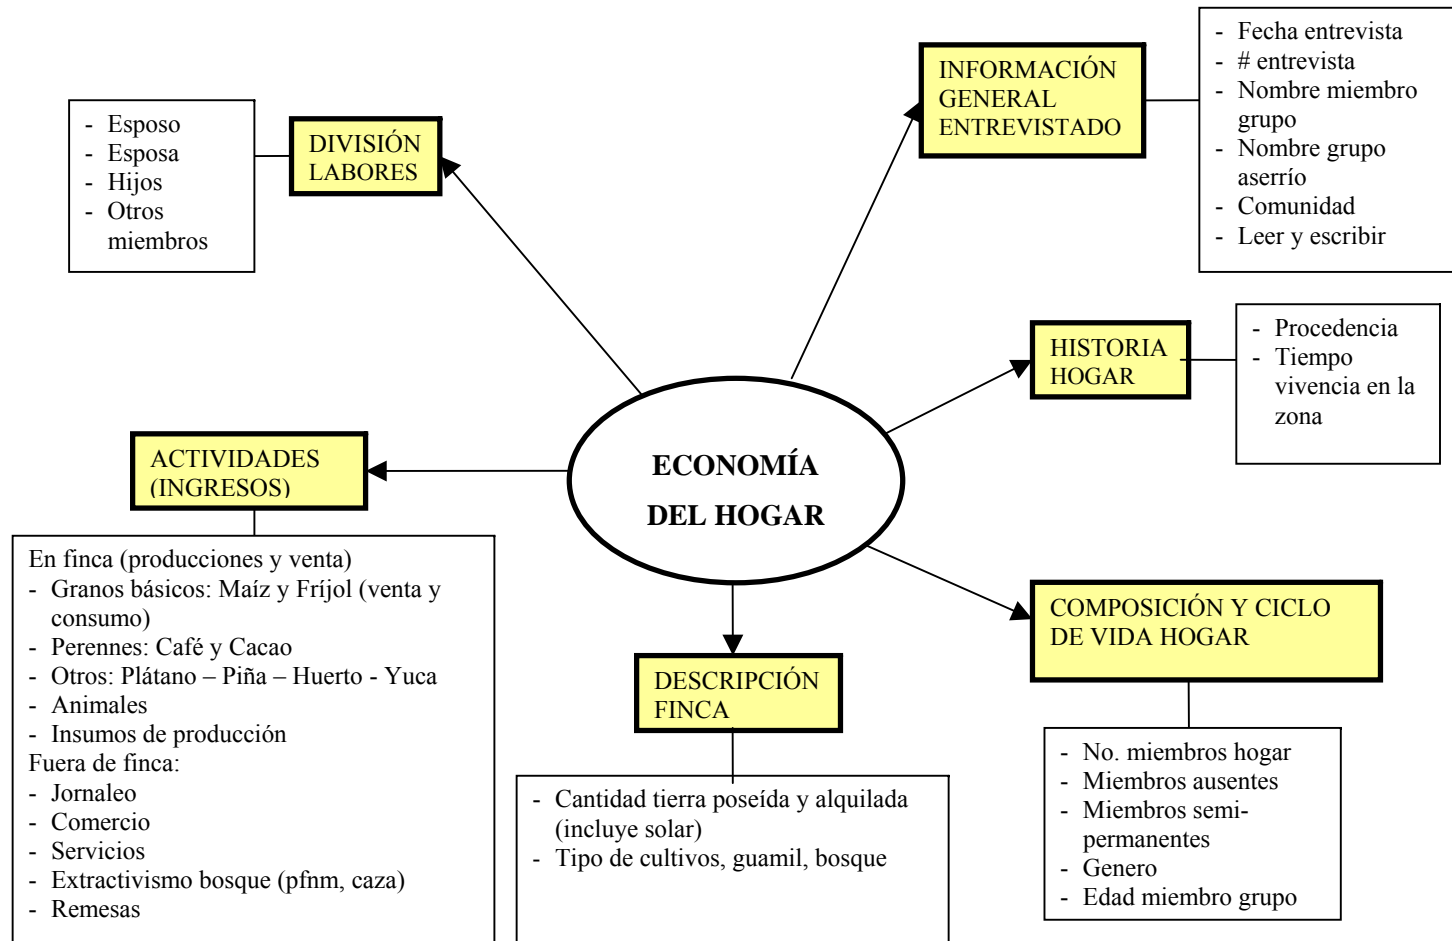 - Fecha entrevista
- # entrevista
- Nombre miembro
grupo
- Nombre grupo
aserrío
- Comunidad
- Leer y escribir
INFORMACIÓN
GENERAL
ENTREVISTADO
- Esposo
- Esposa
- Hijos
- Otros
miembros
DIVISIÓN
LABORES
HISTORIA
HOGAR
- Procedencia
- Tiempo
vivencia en la
zona
ECONOMÍA
DEL HOGAR
ACTIVIDADES
(INGRESOS)
En finca (producciones y venta)
- Granos básicos: Maíz y Fríjol (venta y
consumo)
- Perennes: Café y Cacao
- Otros: Plátano – Piña – Huerto - Yuca
- Animales
- Insumos de producción
Fuera de finca:
- Jornaleo
- Comercio
- Servicios
- Extractivismo bosque (pfnm, caza)
- Remesas
DESCRIPCIÓN
FINCA
- Cantidad tierra poseída y alquilada
(incluye solar)
- Tipo de cultivos, guamil, bosque
COMPOSICIÓN Y CICLO
DE VIDA HOGAR
- No. miembros hogar
- Miembros ausentes
- Miembros semi-
permanentes
- Genero
- Edad miembro grupo